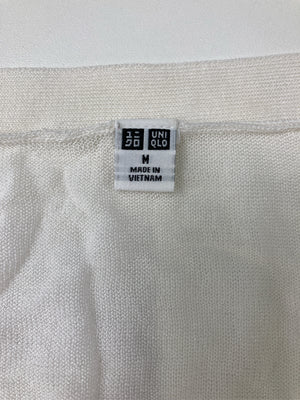 ユニ UNI
クロ QLO
M
MADE IN
VIETNAM